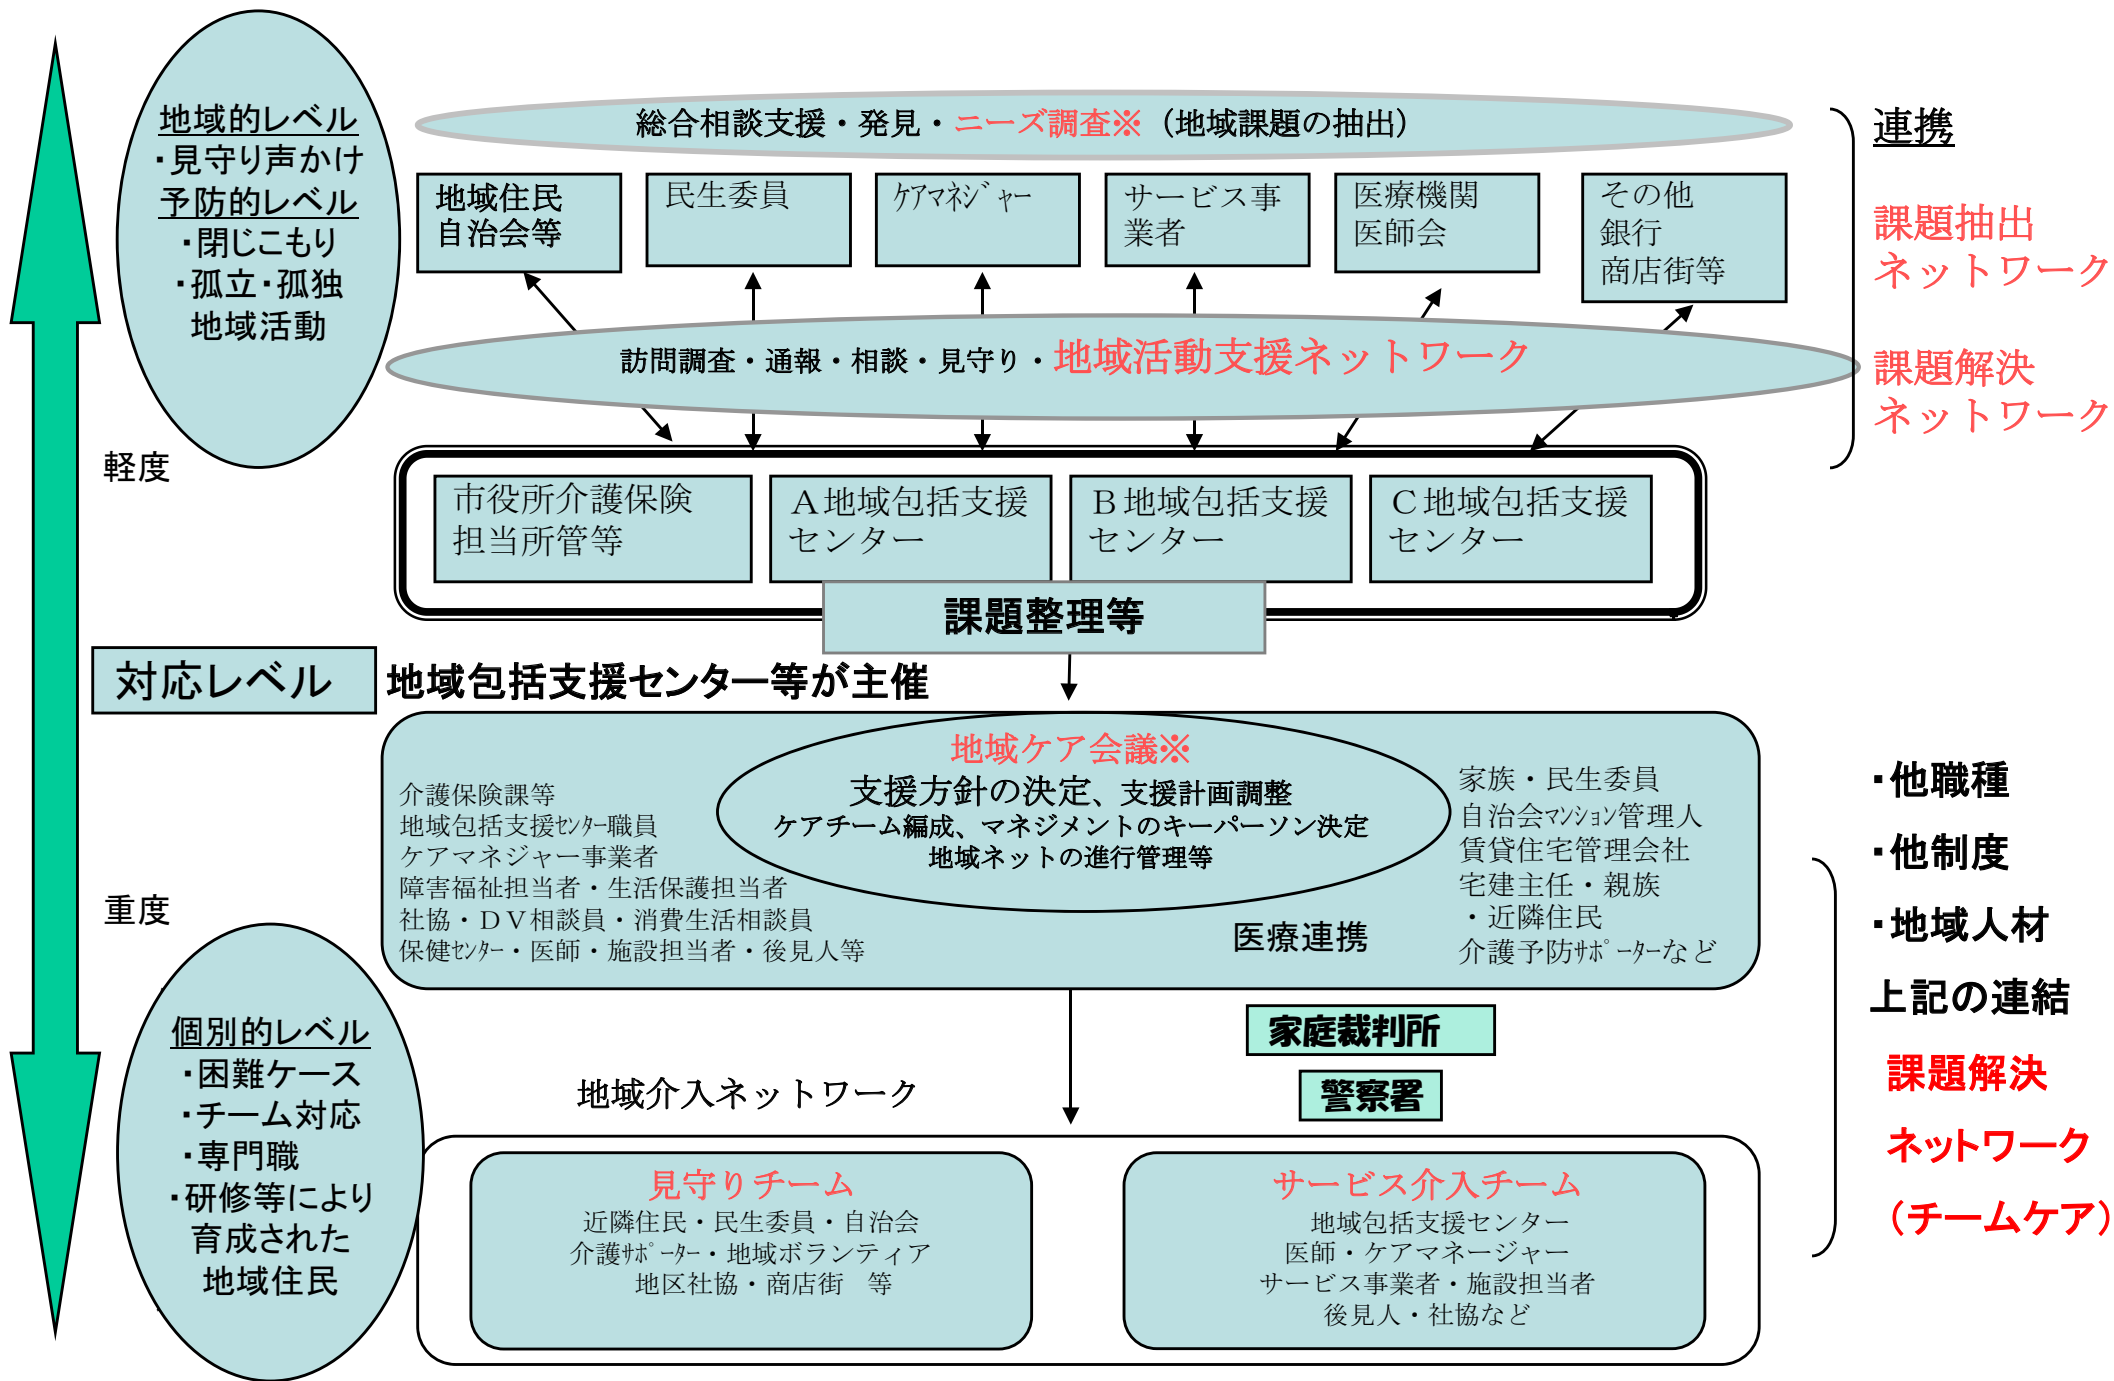 地域的レベル
・見守り声かけ
予防的レベル
・閉じこもり
・孤立・孤独
地域活動
総合相談支援・発見・ニーズ調査※（地域課題の抽出）
地域住民
自治会等
民生委員
ｹｱﾏﾈｼﾞｬｰ
サービス事
業者
医療機関
医師会
その他
銀行
商店街等
連携
課題抽出
ネットワーク
課題解決
ネットワーク
訪問調査・通報・相談・見守り・地域活動支援ネットワーク
軽度
市役所介護保険
担当所管等
Ａ地域包括支援
センター
Ｂ地域包括支援
センター
Ｃ地域包括支援
センター
課題整理等
対応レベル
地域包括支援センター等が主催
地域ケア会議※
支援方針の決定、支援計画調整
ケアチーム編成、マネジメントのキーパーソン決定
地域ネットの進行管理等
介護保険課等
地域包括支援ｾﾝﾀｰ職員
ケアマネジャー事業者
障害福祉担当者・生活保護担当者
社協・ＤＶ相談員・消費生活相談員
保健ｾﾝﾀｰ・医師・施設担当者・後見人等
医療連携
家族・民生委員
自治会ﾏﾝｼｮﾝ管理人
賃貸住宅管理会社
宅建主任・親族
・近隣住民
介護予防ｻﾎﾟｰﾀｰなど
・他職種
・他制度
・地域人材
上記の連結
課題解決
ネットワーク
（チームケア）
重度
個別的レベル
・困難ケース
・チーム対応
・専門職
・研修等により
育成された
地域住民
家庭裁判所
警察署
地域介入ネットワーク
見守りチーム
近隣住民・民生委員・自治会
介護ｻﾎﾟｰﾀｰ・地域ボランティア
地区社協・商店街　等
サービス介入チーム
地域包括支援センター
医師・ケアマネージャー
サービス事業者・施設担当者
後見人・社協など